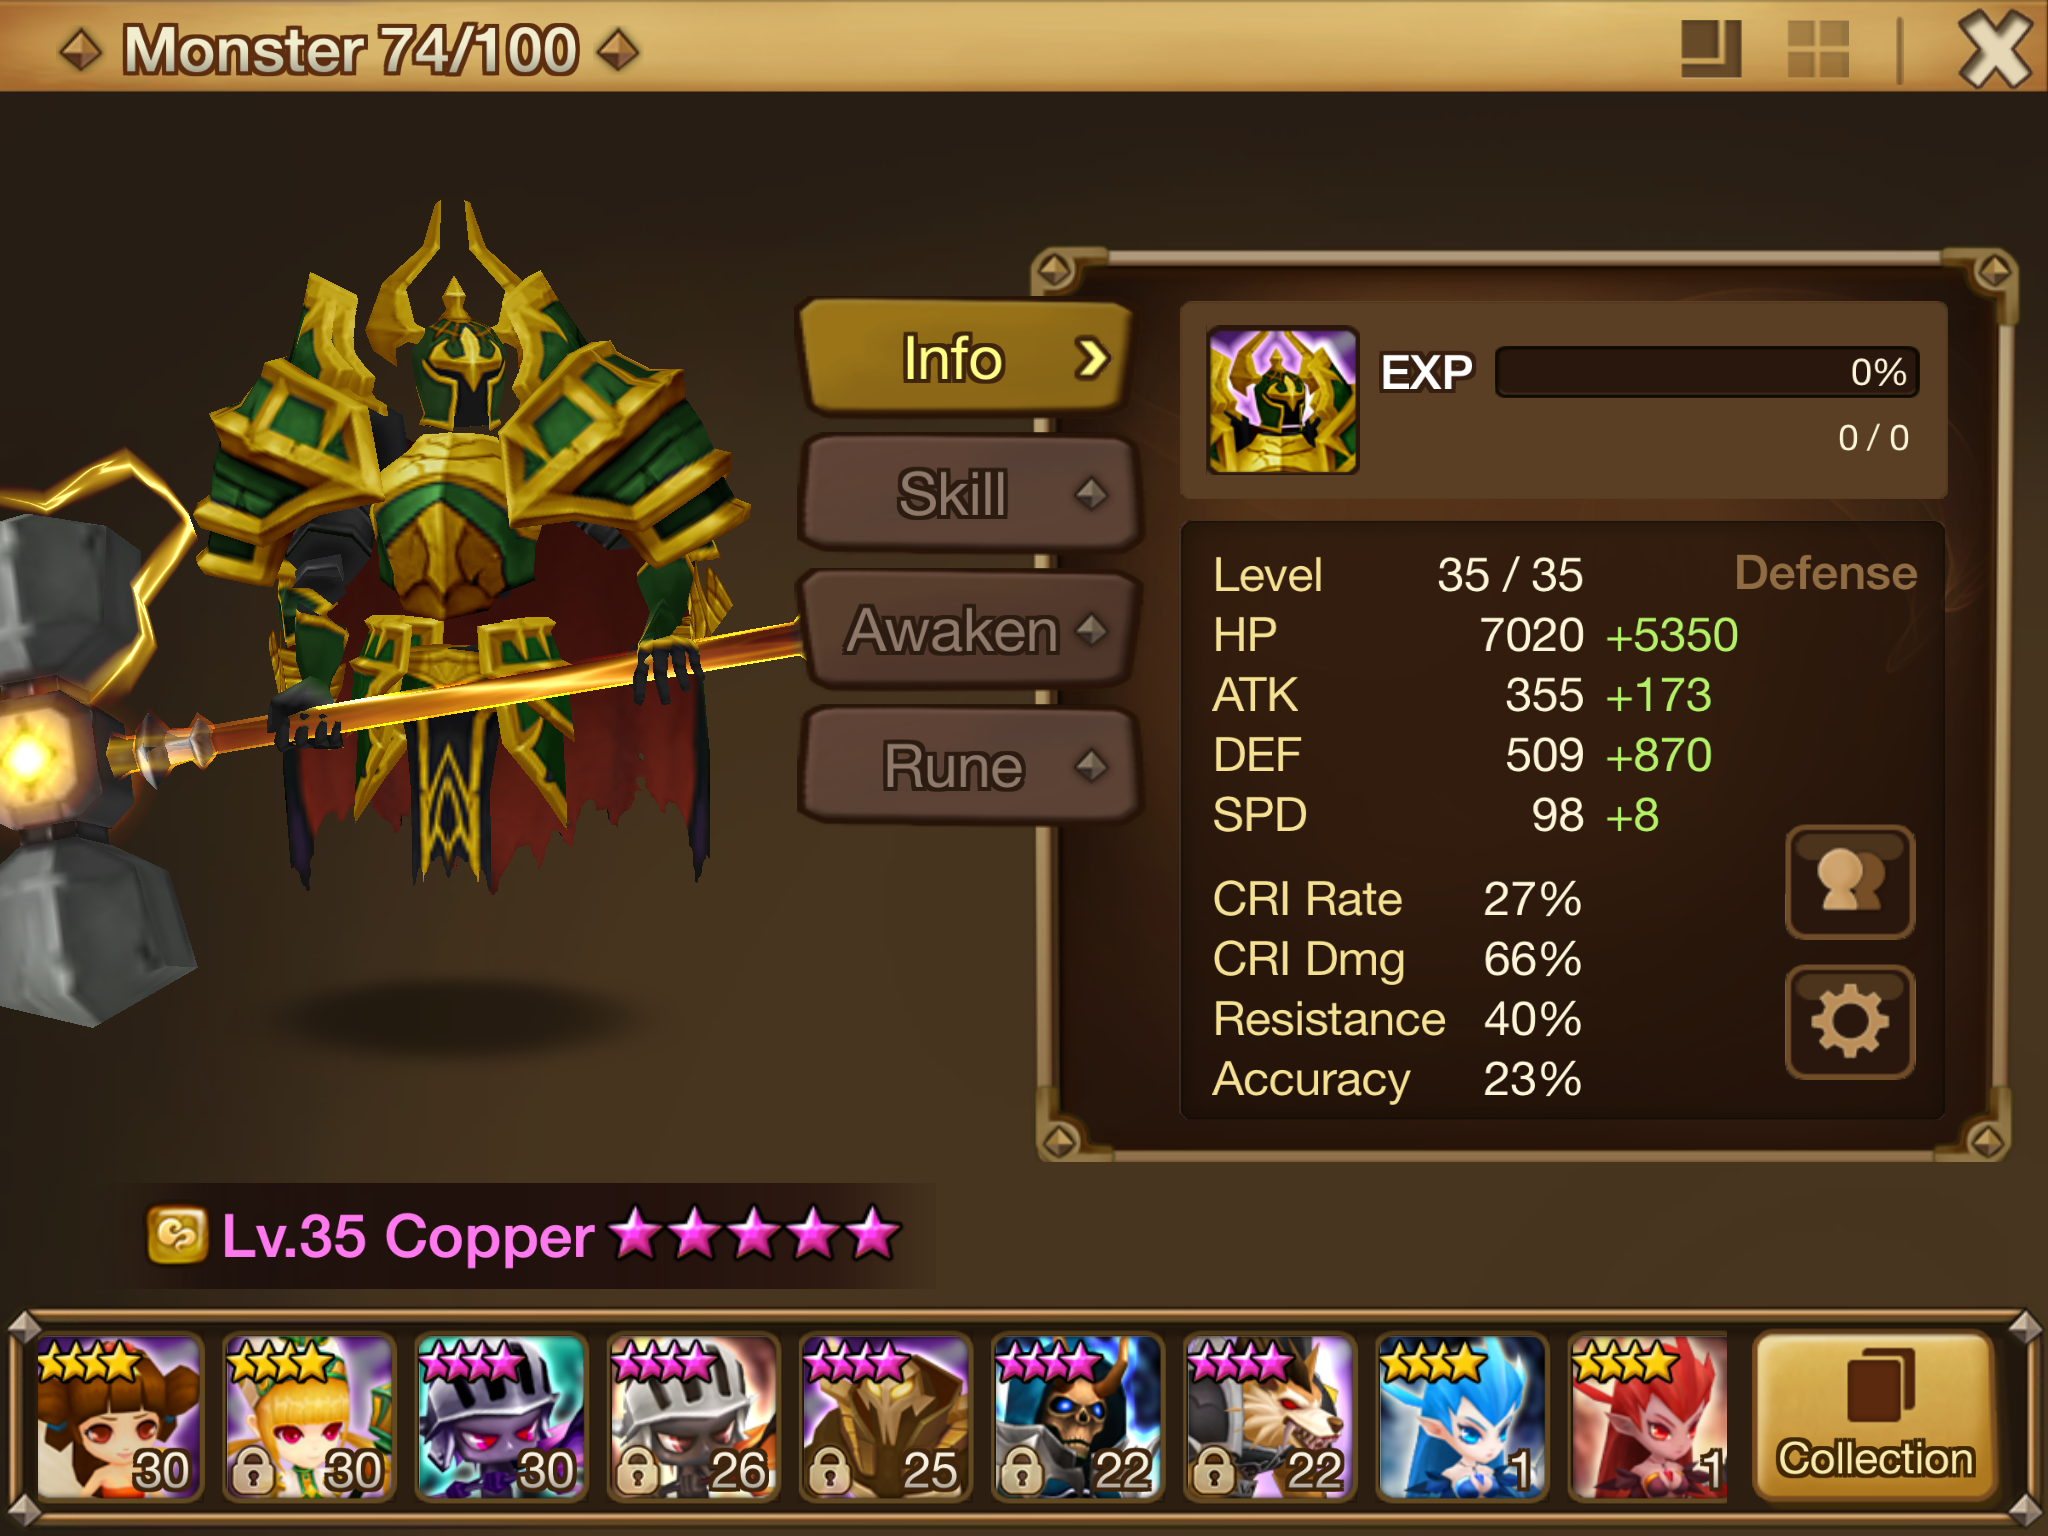 Monster 74/100
Info
Skill
Awaken
Rune
EXP 0%
0 / 0
Level 35 / 35 Defense
HP 7020 +5350
ATK 355 +173
DEF 509 +870
SPD 98 +8
CRI Rate 27%
CRI Dmg 66%
Resistance 40%
Accuracy 23%
Lv.35 Copper
30 30 30 26 25 22 22 1 1
Collection